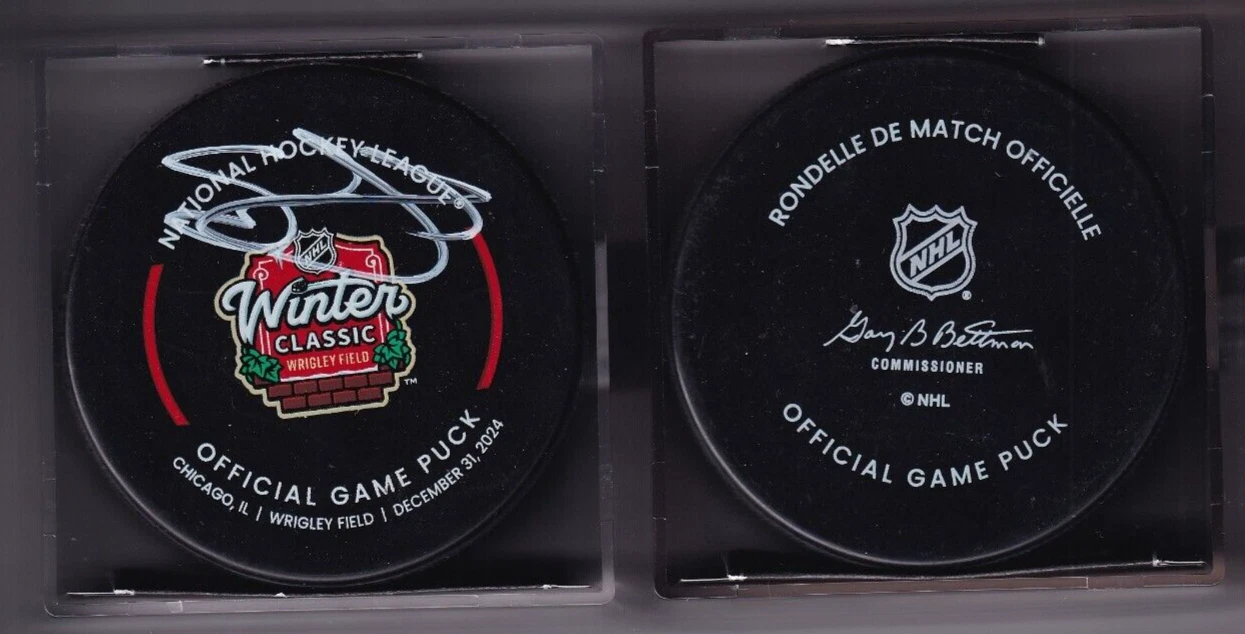 NATIONAL HOCKEY LEAGUE®
NHL
Winter
CLASSIC
WRIGLEY FIELD
™
OFFICIAL GAME PUCK
CHICAGO, IL | WRIGLEY FIELD | DECEMBER 31, 2024
RONDELLE DE MATCH OFFICIELLE
NHL
®
Gary B Bettman
COMMISSIONER
© NHL
OFFICIAL GAME PUCK